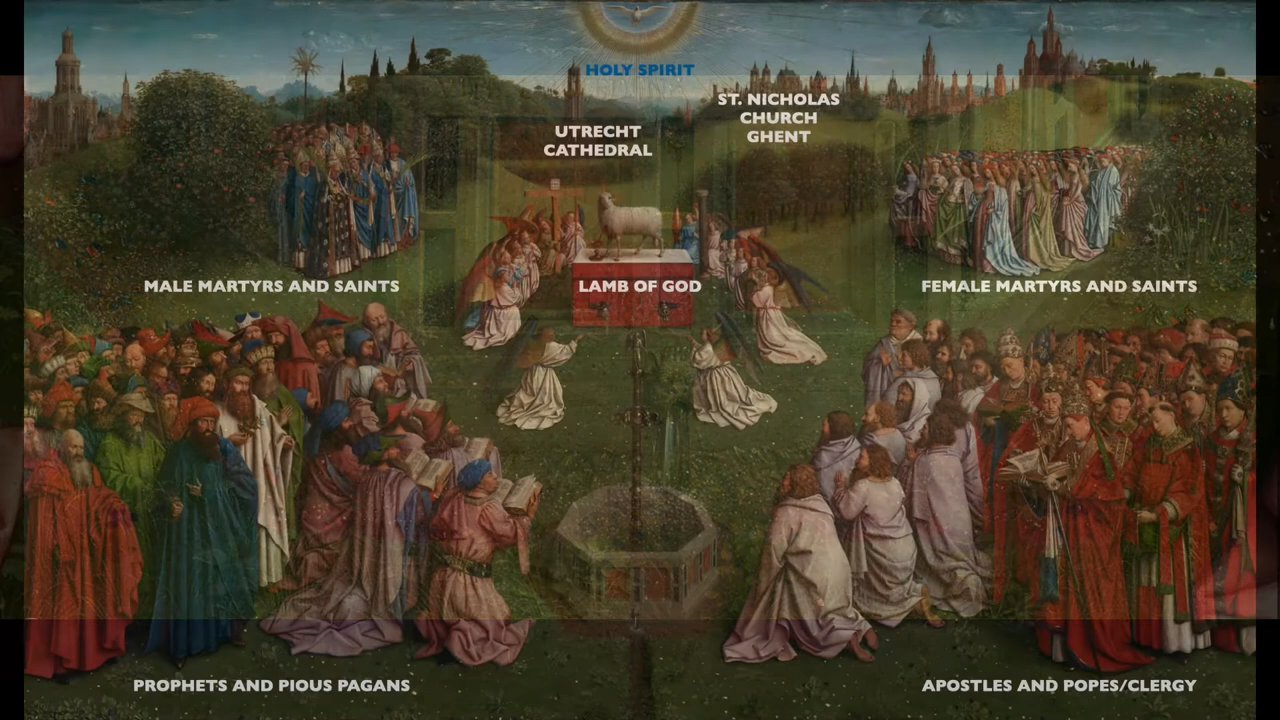 HOLY SPIRIT
ST. NICHOLAS
CHURCH
GHENT
UTRECHT
CATHEDRAL
MALE MARTYRS AND SAINTS
LAMB OF GOD
FEMALE MARTYRS AND SAINTS
PROPHETS AND PIOUS PAGANS
APOSTLES AND POPES/CLERGY